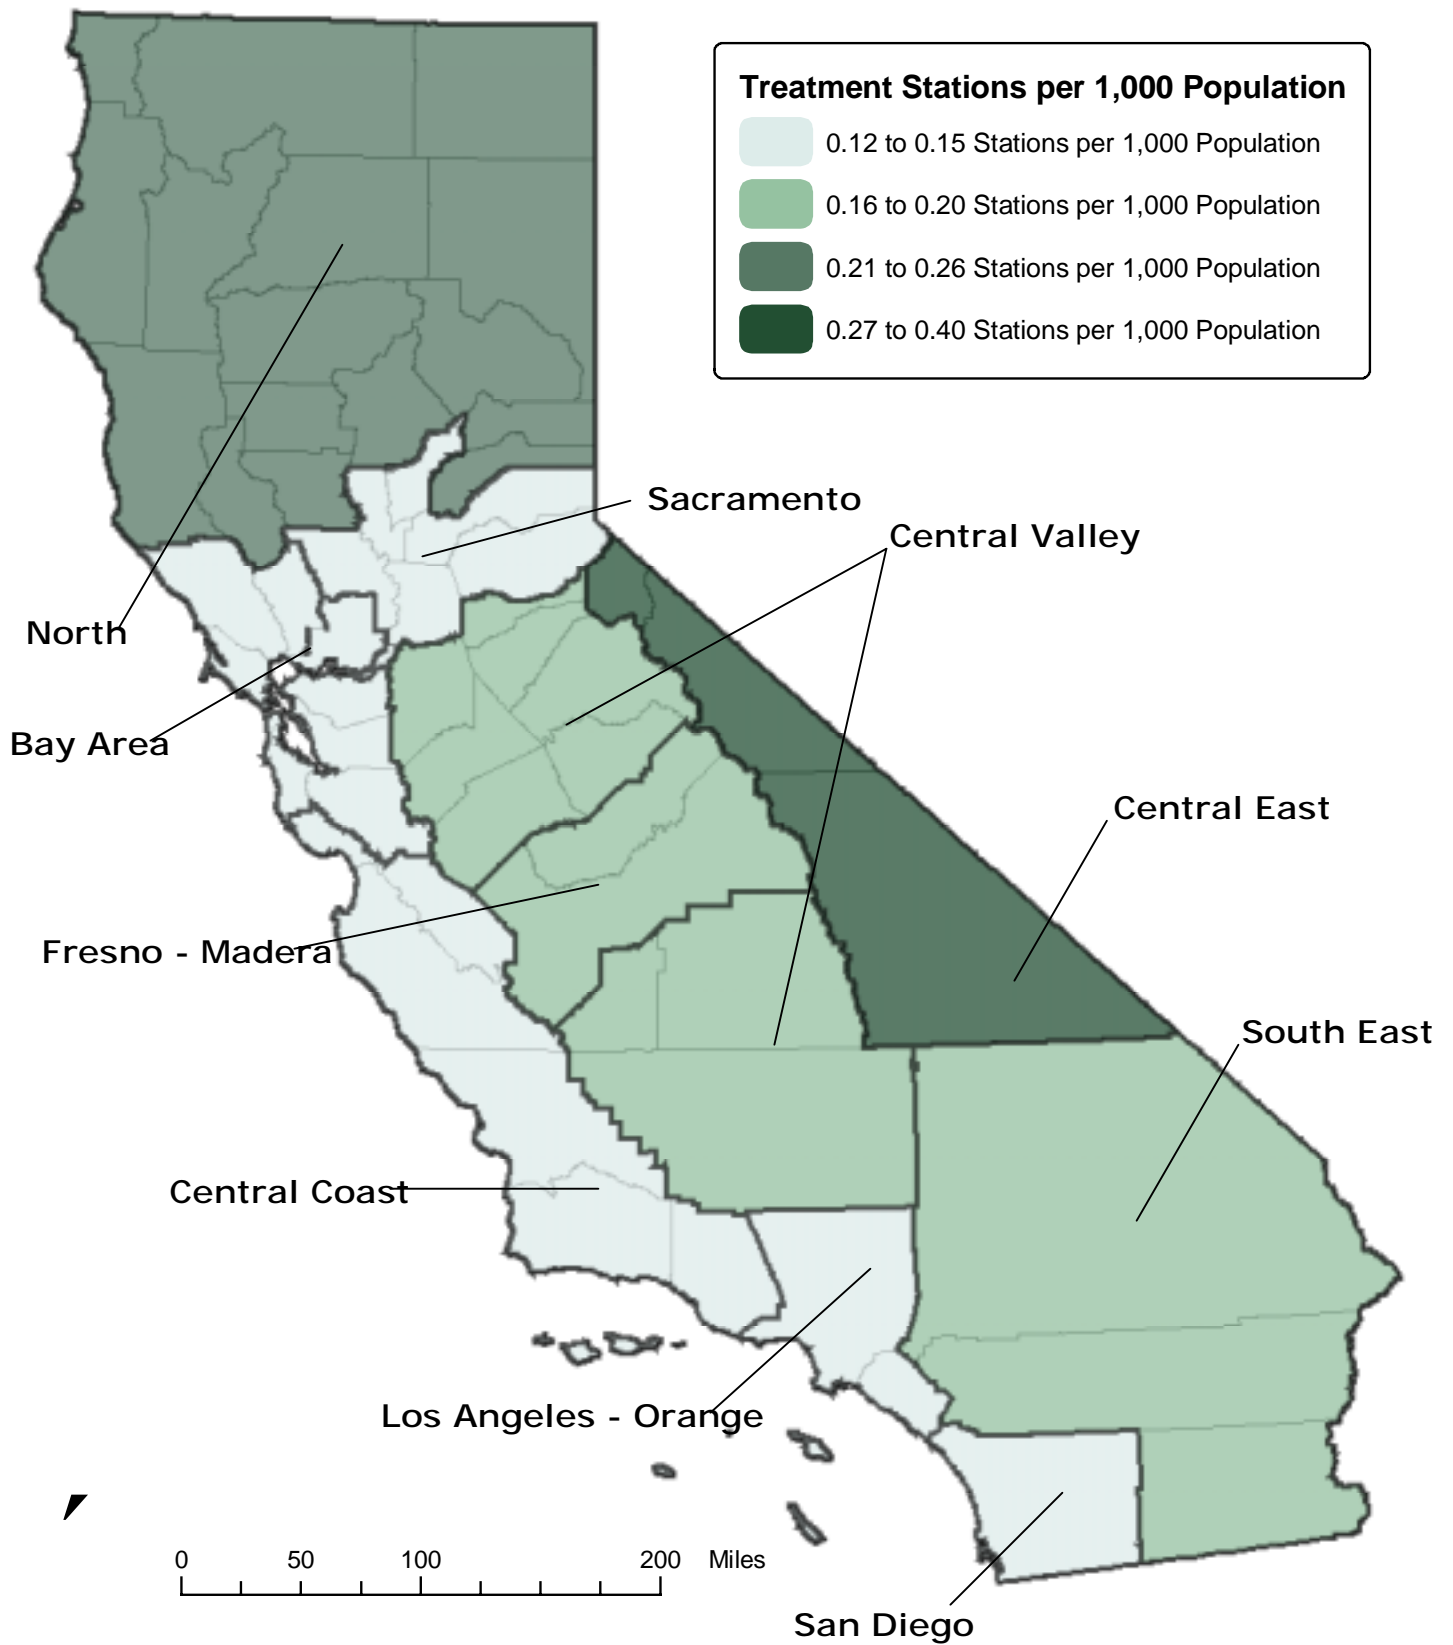 Treatment Stations per 1,000 Population
0.12 to 0.15 Stations per 1,000 Population
0.16 to 0.20 Stations per 1,000 Population
0.21 to 0.26 Stations per 1,000 Population
0.27 to 0.40 Stations per 1,000 Population
Sacramento
Central Valley
North
Bay Area
Central East
Fresno - Madera
South East
Central Coast
Los Angeles - Orange
0 50 100 200 Miles
San Diego